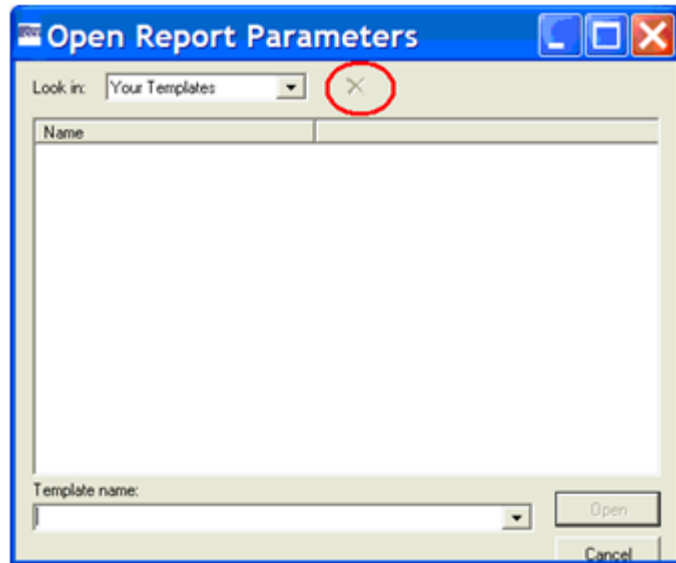 Open Report Parameters
Look in: Your Templates
Name
Template name:
Open
Cancel